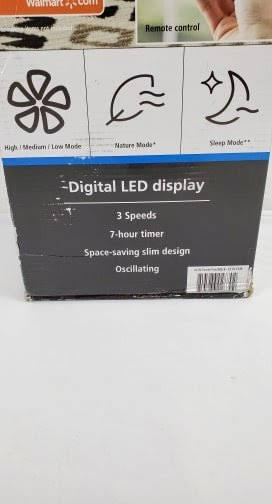 Walmart .com
Remote control
High / Medium / Low Mode
Nature Mode*
Sleep Mode**
Digital LED display
3 Speeds
7-hour timer
Space-saving slim design
Oscillating